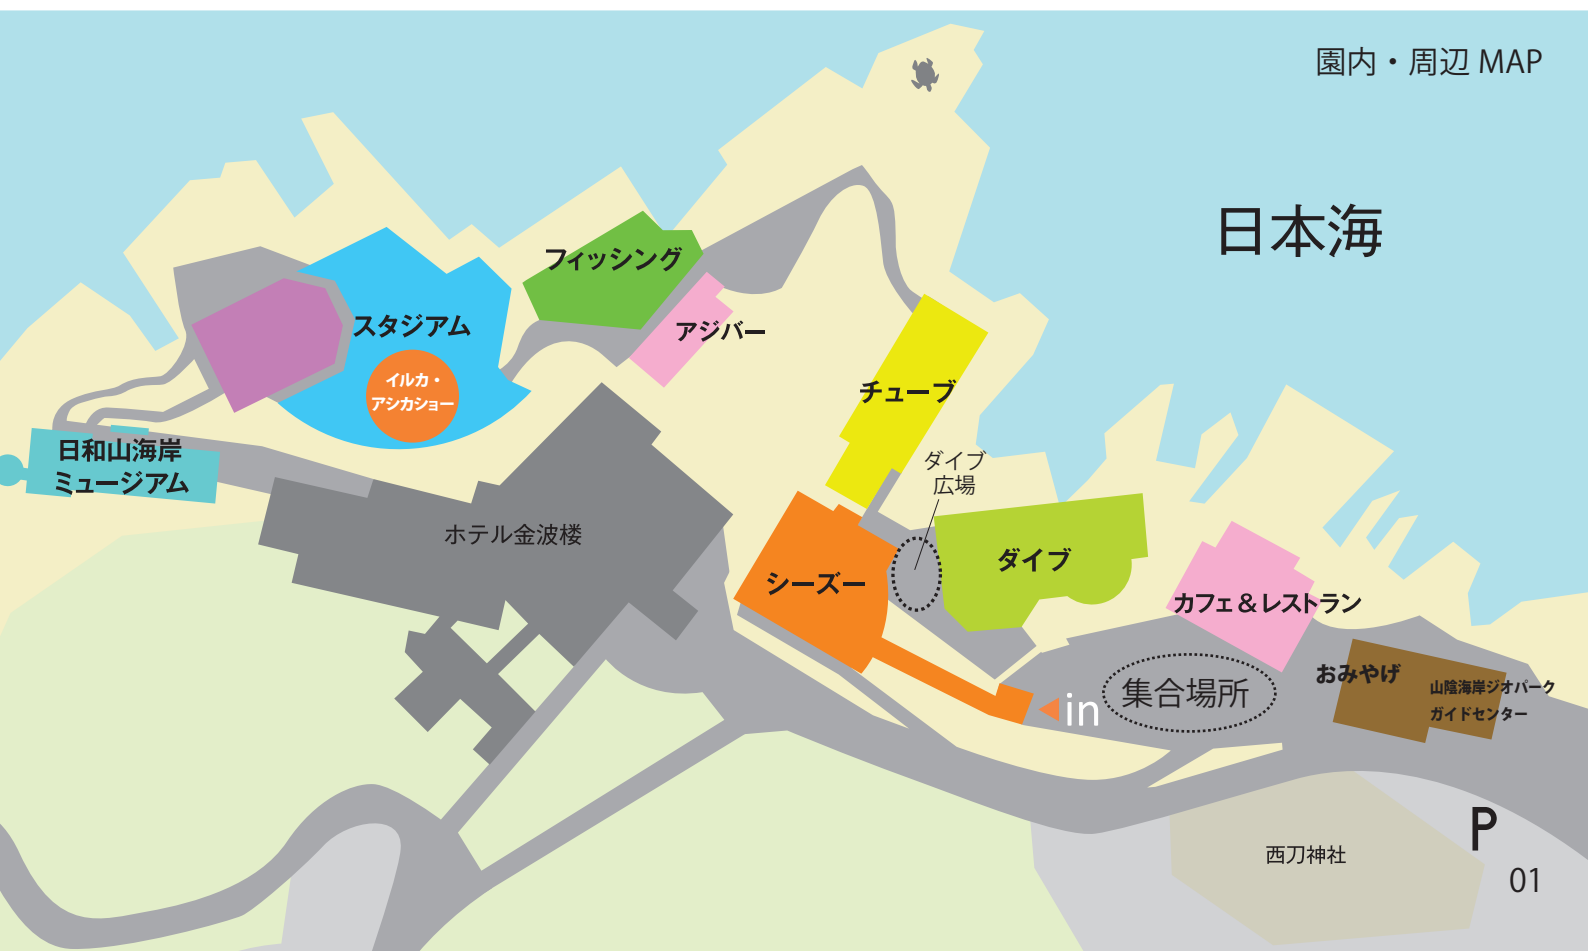 園内・周辺 MAP
日本海
フィッシング
スタジアム
アジバー
イルカ・
アシカショー
チューブ
日和山海岸
ミュージアム
ダイブ
広場
ホテル金波楼
シーズー
ダイブ
カフェ＆レストラン
おみやげ
集合場所
in
山陰海岸ジオパーク
ガイドセンター
P
西刀神社
01